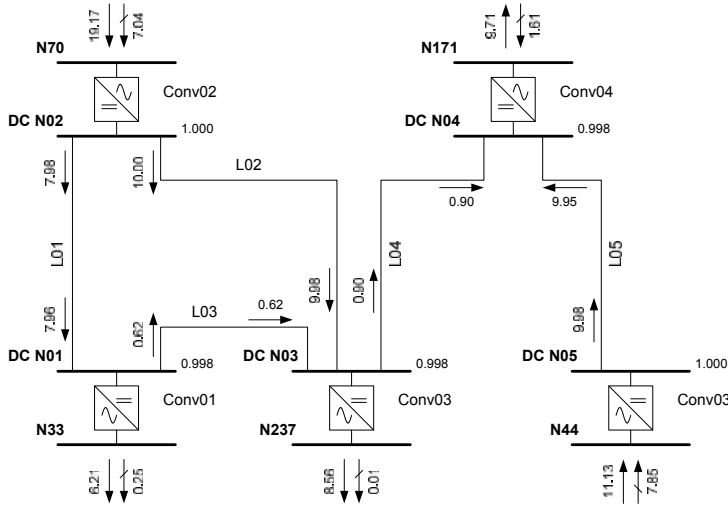 19.17
7.04
N70
Conv02
DC N02
1.000
7.98
10.00
L02
L01
7.96
0.62
L03
0.62
DC N01
0.998
Conv01
N33
6.21
0.25
9.98
0.90
L04
DC N03
0.998
Conv03
N237
8.56
0.01
9.71
1.61
N171
Conv04
DC N04
0.998
0.90
9.95
L05
9.98
DC N05
1.000
Conv03
N44
11.13
7.85